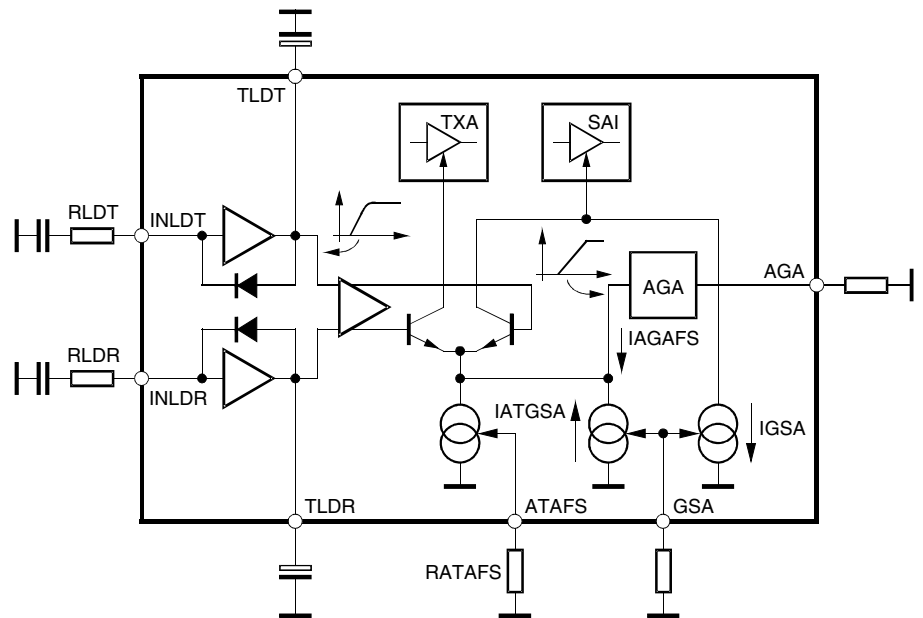 TLDT
TXA
SAI
RLDT
INLDT
AGA
AGA
IAGAFS
RLDR
INLDR
IATGSA
IGSA
TLDR
ATAFS
GSA
RATAFS